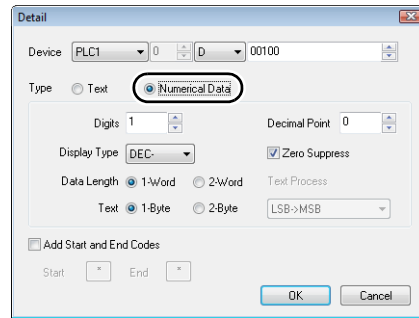 Detail
Device PLC1 0 D 00100
Type Text Numerical Data
Digits 1 Decimal Point 0
Display Type DEC- Zero Suppress
Data Length 1-Word 2-Word Text Process
Text 1-Byte 2-Byte LSB->MSB
Add Start and End Codes
Start * End *
OK Cancel